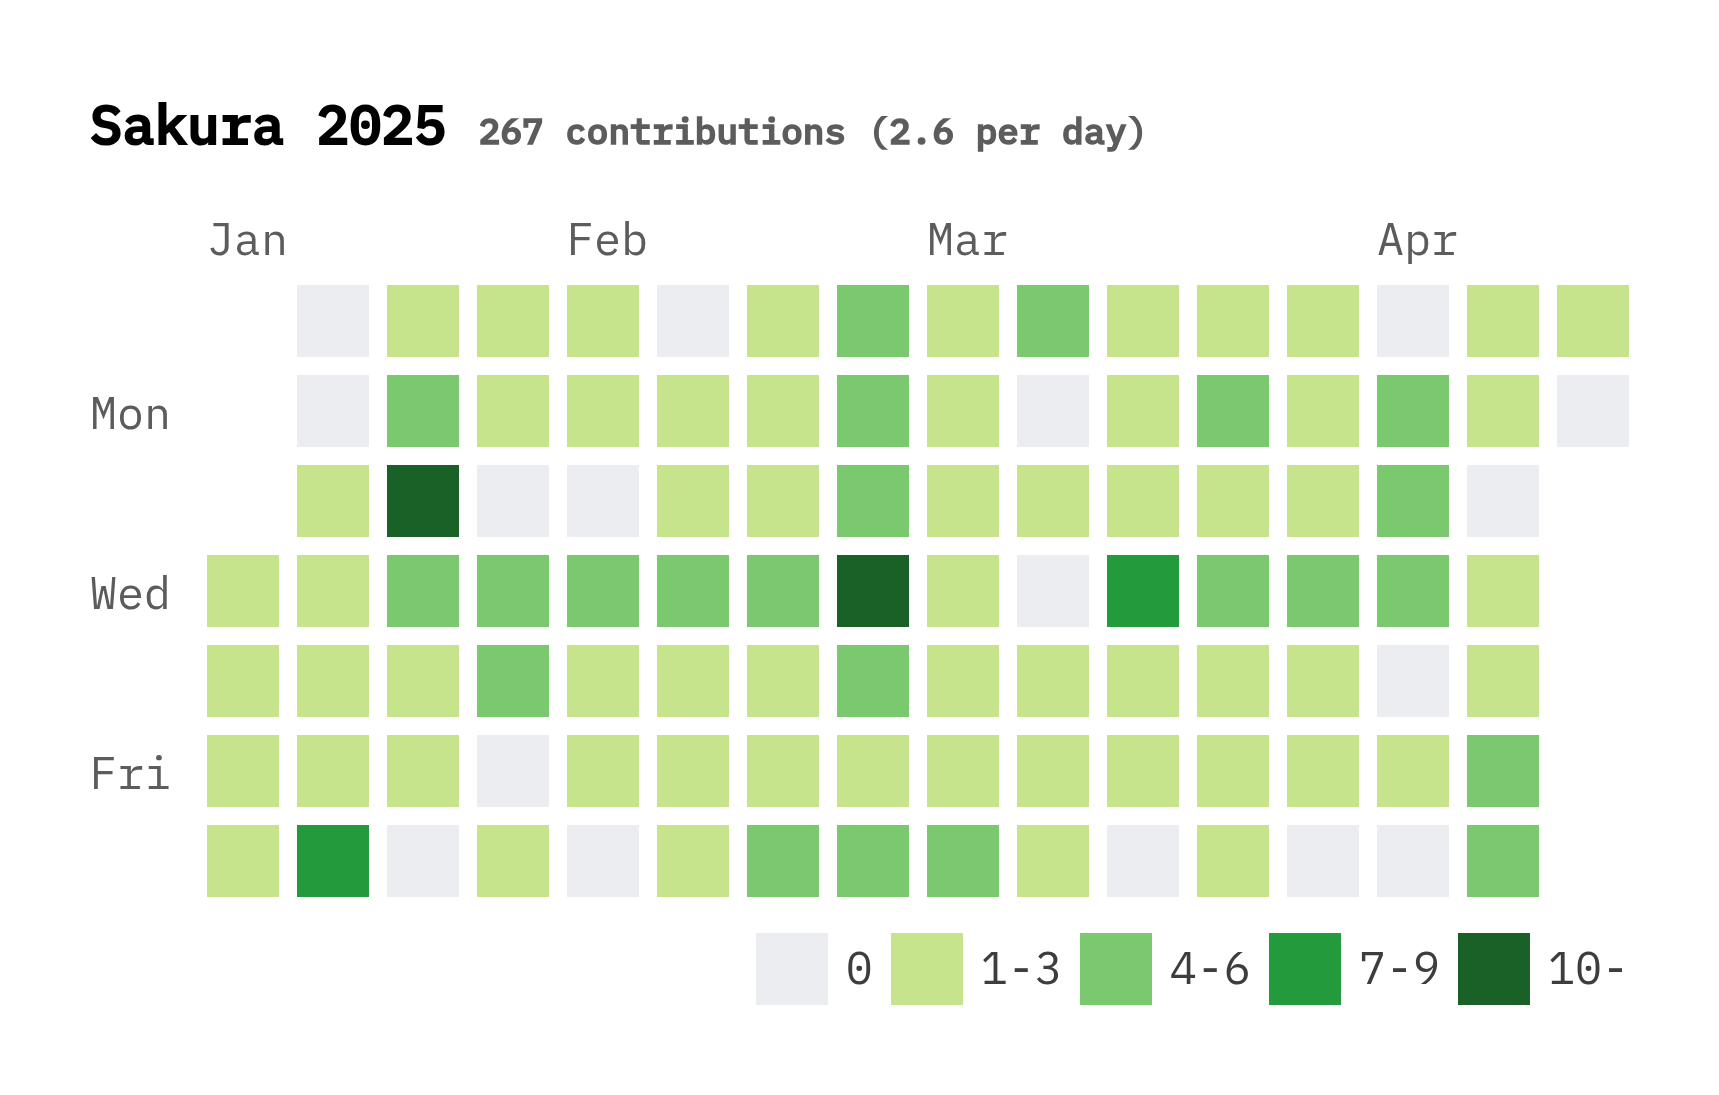 Sakura 2025 267 contributions (2.6 per day)
Jan Feb Mar Apr
Mon
Wed
Fri
0 1-3 4-6 7-9 10-